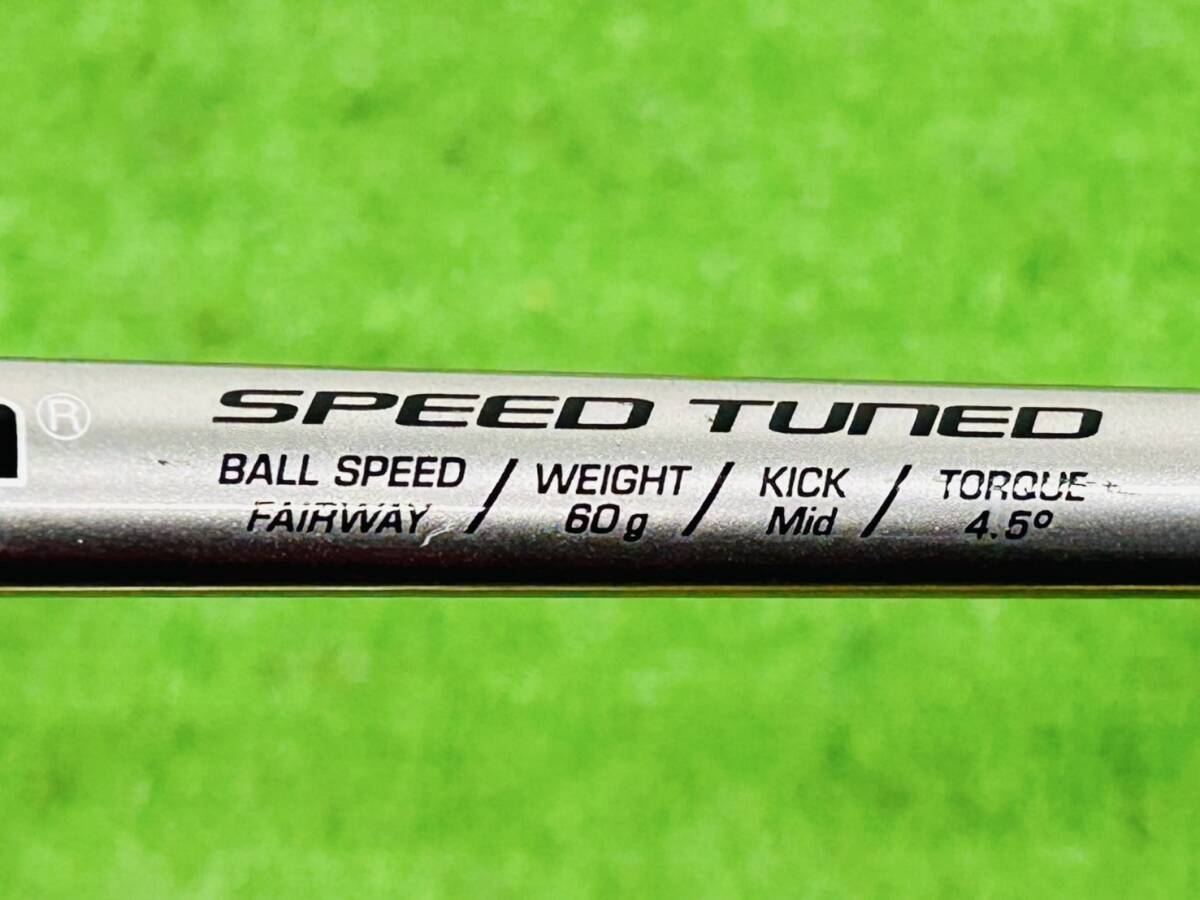 ® SPEED TUNED
BALL SPEED / WEIGHT / KICK / TORQUE
FAIRWAY 60g Mid 4.5°